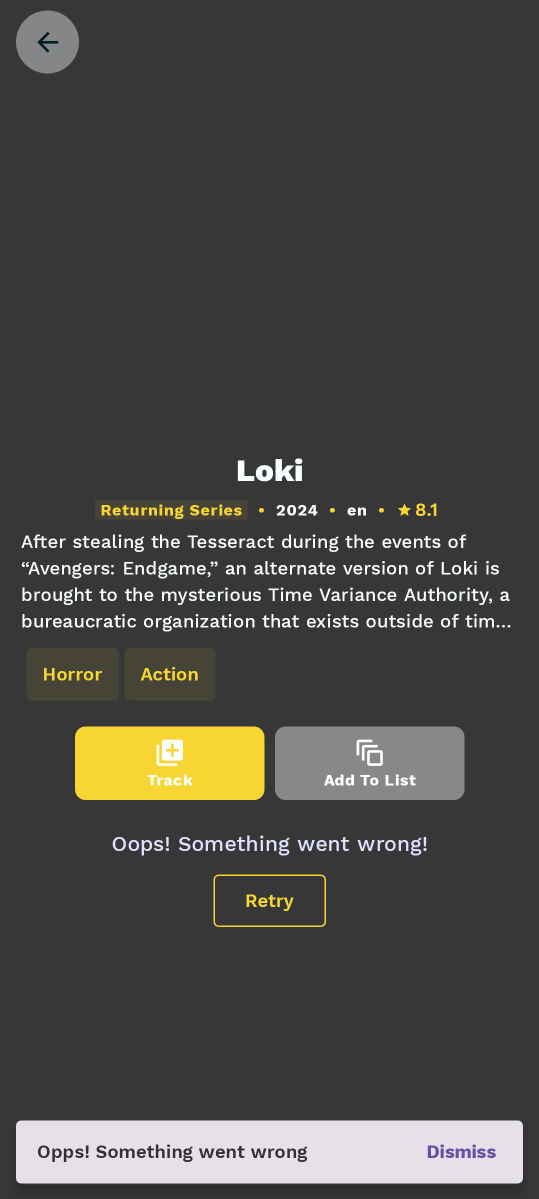 Loki
Returning Series • 2024 • en • ★ 8.1
After stealing the Tesseract during the events of
“Avengers: Endgame,” an alternate version of Loki is
brought to the mysterious Time Variance Authority, a
bureaucratic organization that exists outside of tim...
Horror Action
Track Add To List
Oops! Something went wrong!
Retry
Opps! Something went wrong Dismiss